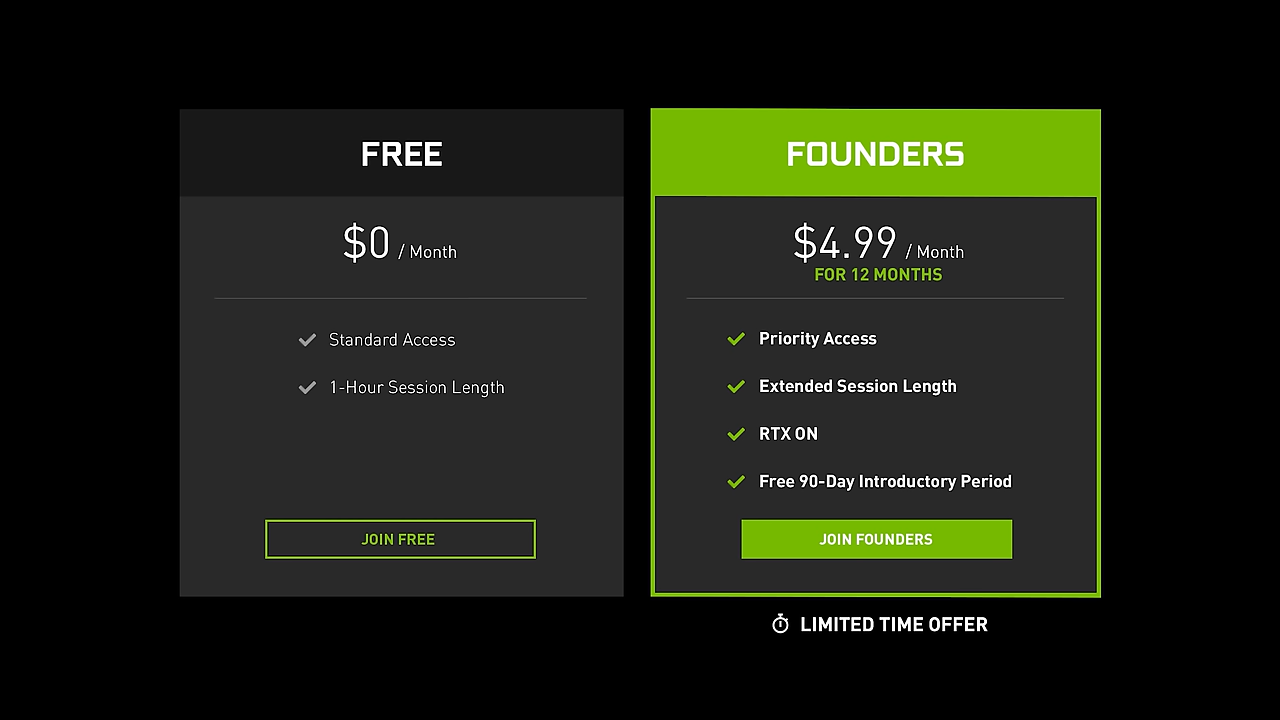 FREE
$0 / Month
Standard Access
1-Hour Session Length
JOIN FREE
FOUNDERS
$4.99 / Month
FOR 12 MONTHS
Priority Access
Extended Session Length
RTX ON
Free 90-Day Introductory Period
JOIN FOUNDERS
LIMITED TIME OFFER